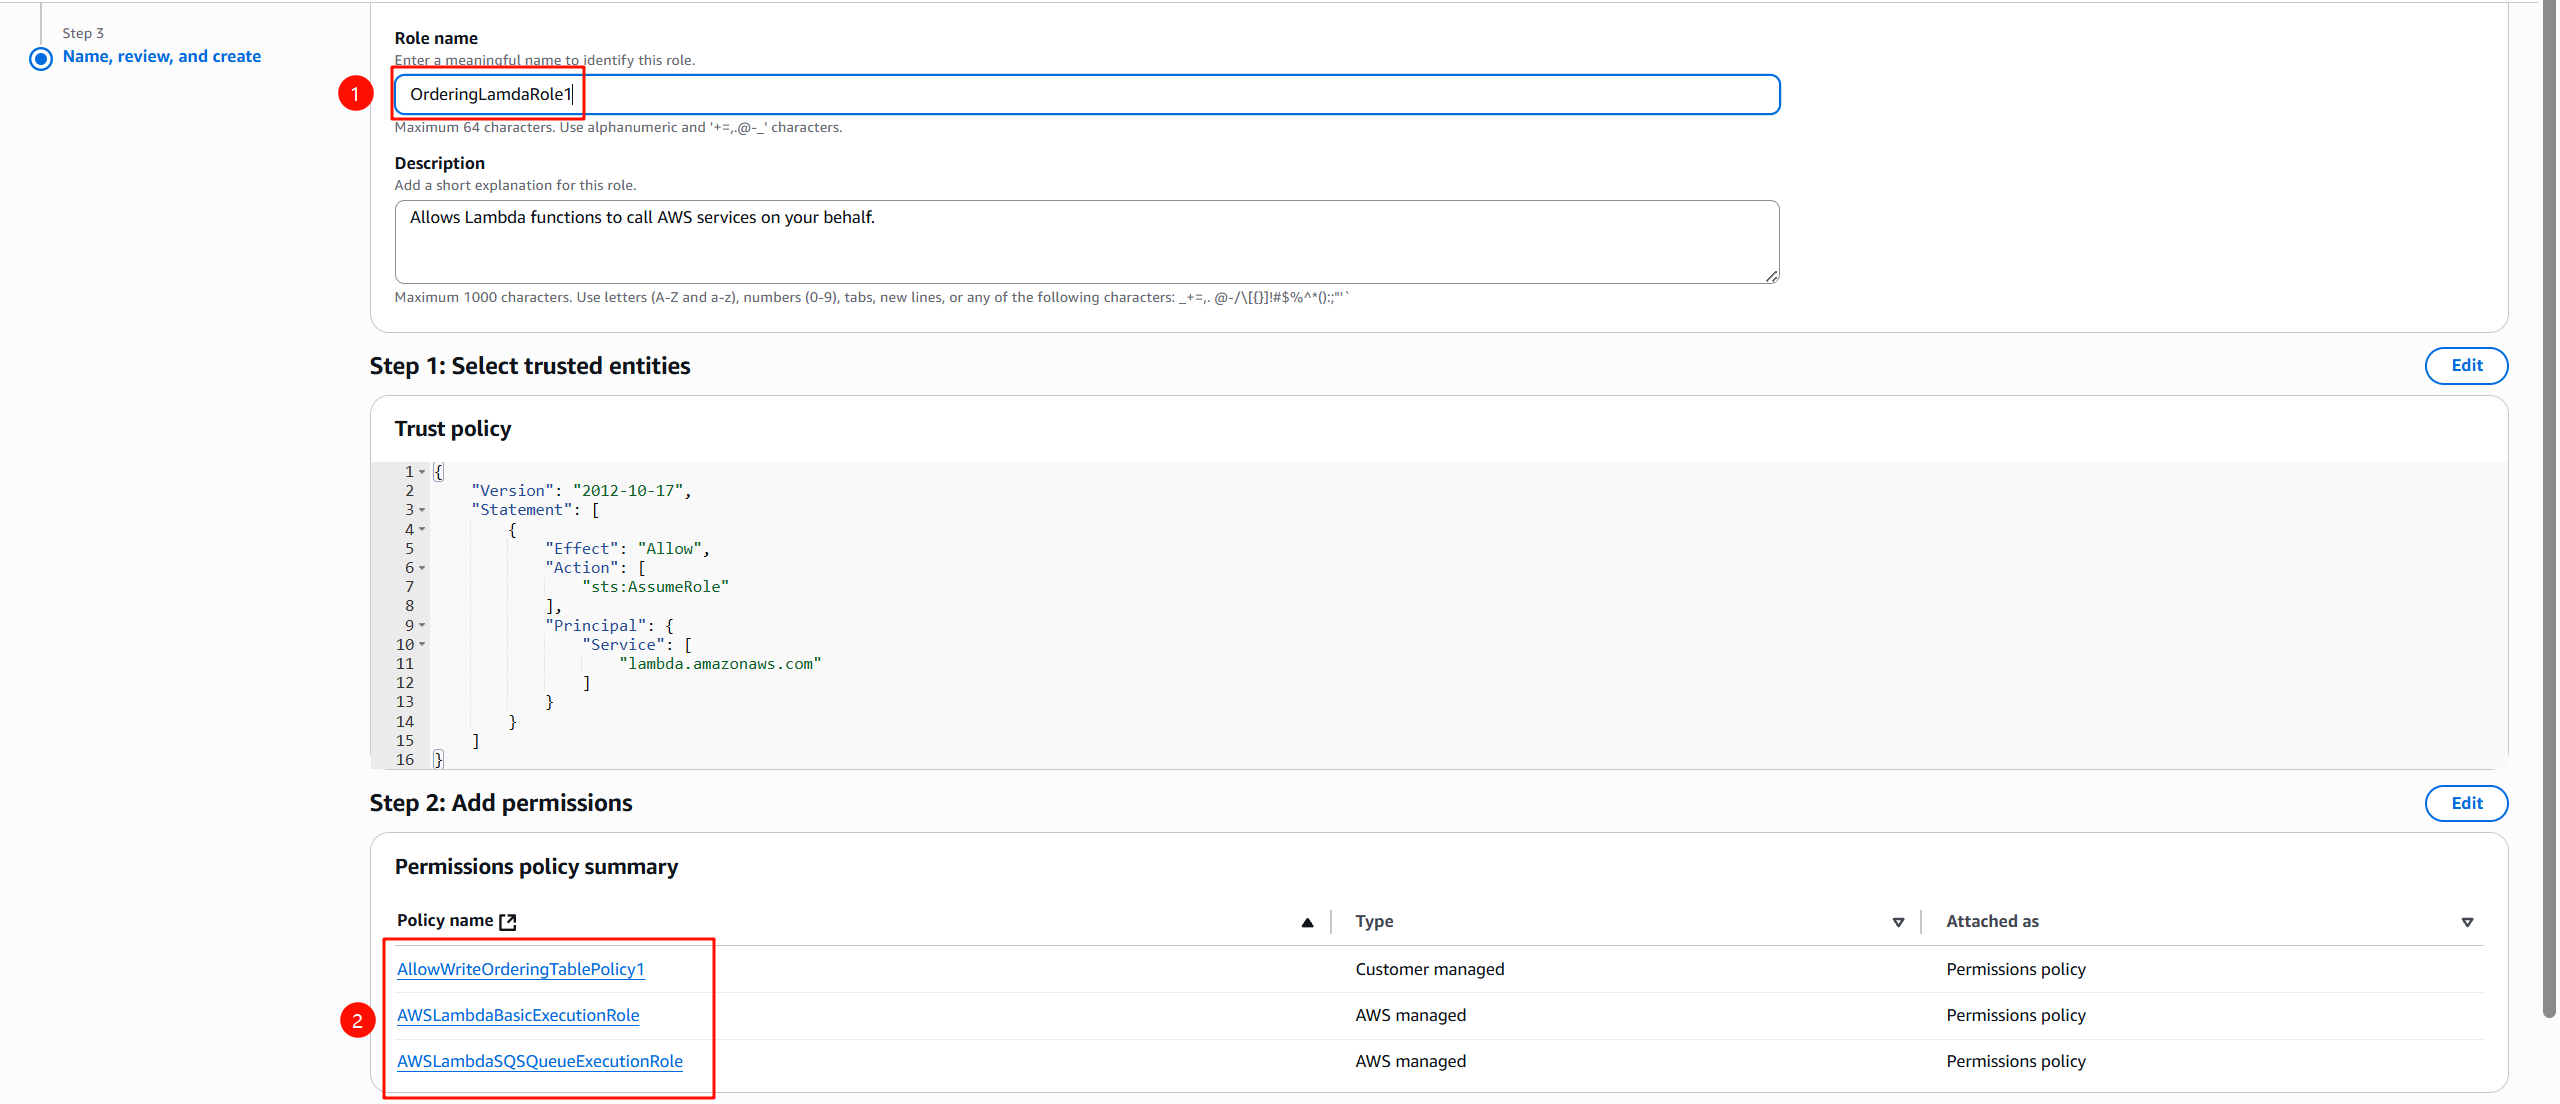 Step 3
Name, review, and create
Role name
Enter a meaningful name to identify this role.
1
OrderingLamdaRole1
Maximum 64 characters. Use alphanumeric and '+=,.@-_' characters.
Description
Add a short explanation for this role.
Allows Lambda functions to call AWS services on your behalf.
Maximum 1000 characters. Use letters (A-Z and a-z), numbers (0-9), tabs, new lines, or any of the following characters: _+=,. @-/\[{}]!#$%^*();:"'`
Step 1: Select trusted entities
Edit
Trust policy
1 {
2 "Version": "2012-10-17",
3 "Statement": [
4 {
5 "Effect": "Allow",
6 "Action": [
7 "sts:AssumeRole"
8 ],
9 "Principal": {
10 "Service": [
11 "lambda.amazonaws.com"
12 ]
13 }
14 }
15 ]
16 }
Step 2: Add permissions
Edit
Permissions policy summary
Policy name Type Attached as
AllowWriteOrderingTablePolicy1 Customer managed Permissions policy
2
AWSLambdaBasicExecutionRole AWS managed Permissions policy
AWSLambdaSQSQueueExecutionRole AWS managed Permissions policy